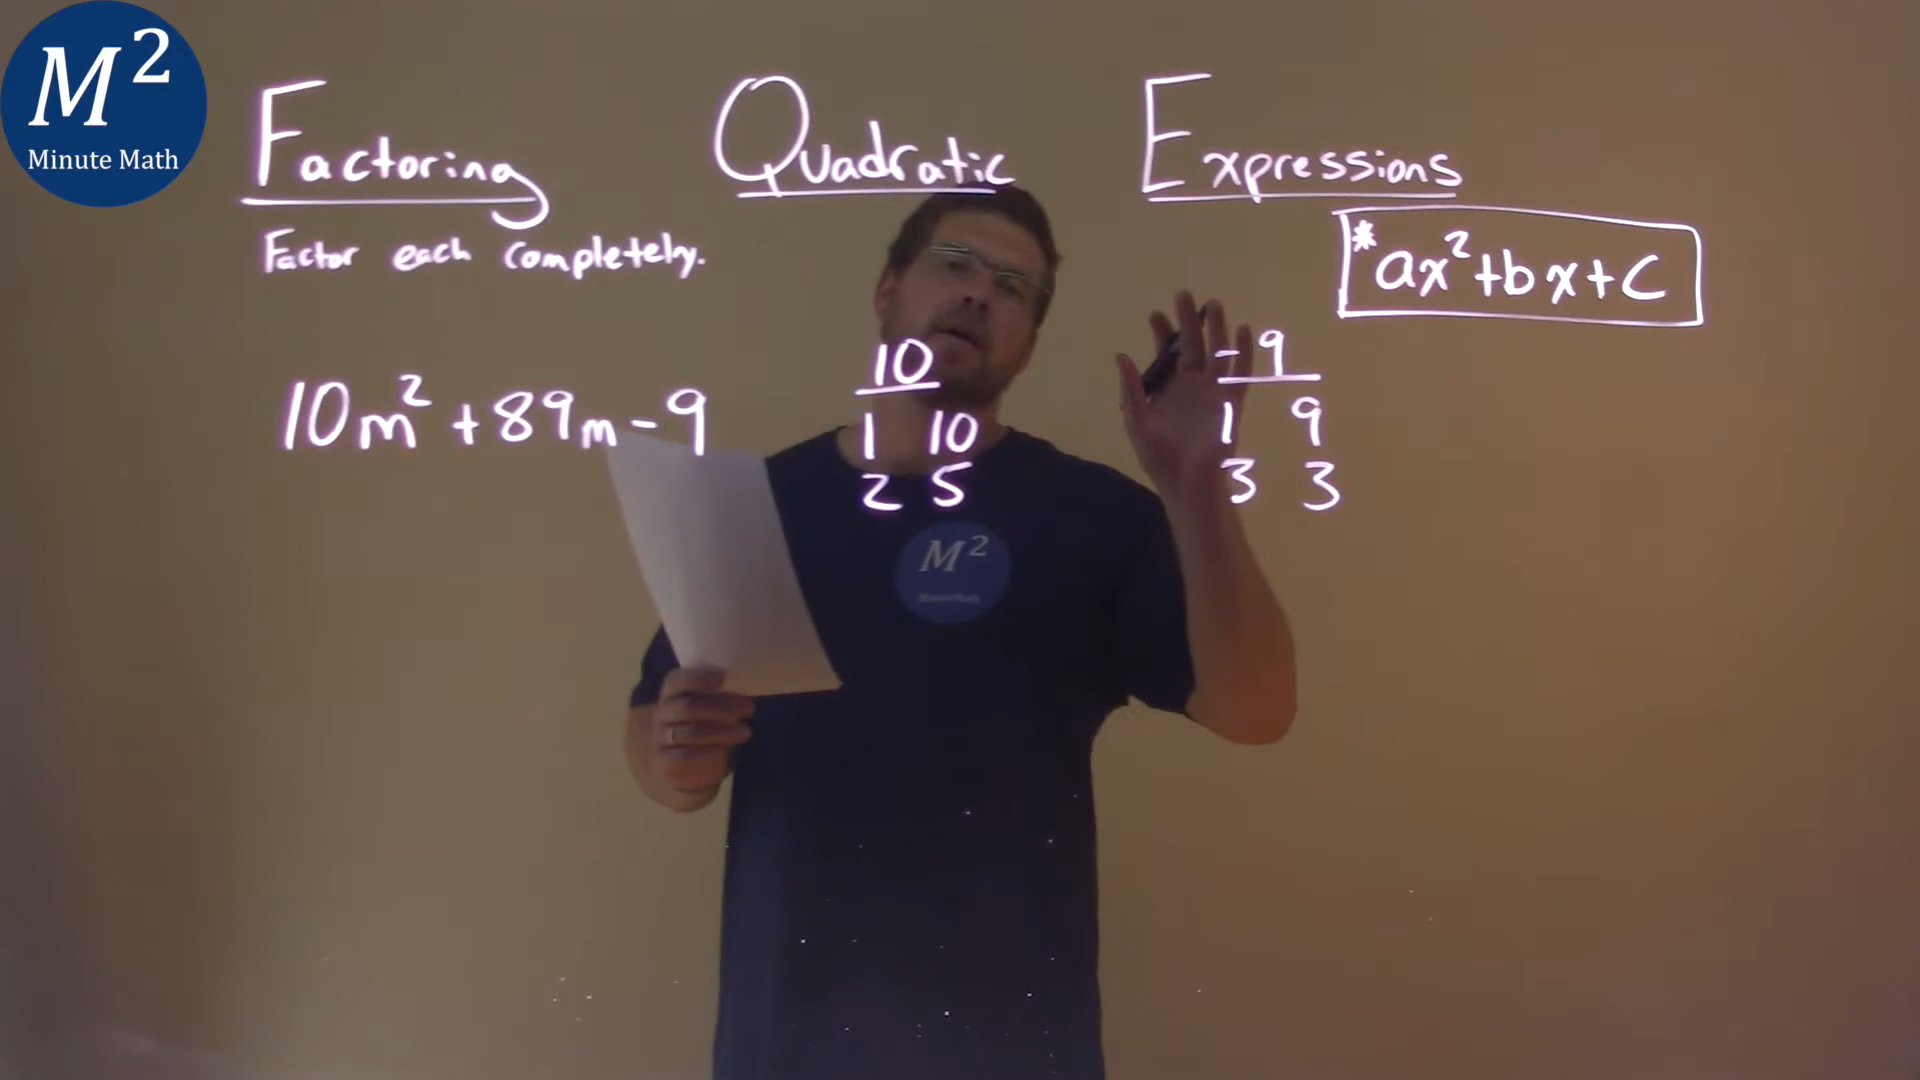 M²
Minute Math
Factoring Quadratic Expressions
Factor each completely.
* ax²+bx+c
10m² +89m-9
10
1 10
2 5
-9
1 9
3 3
M²